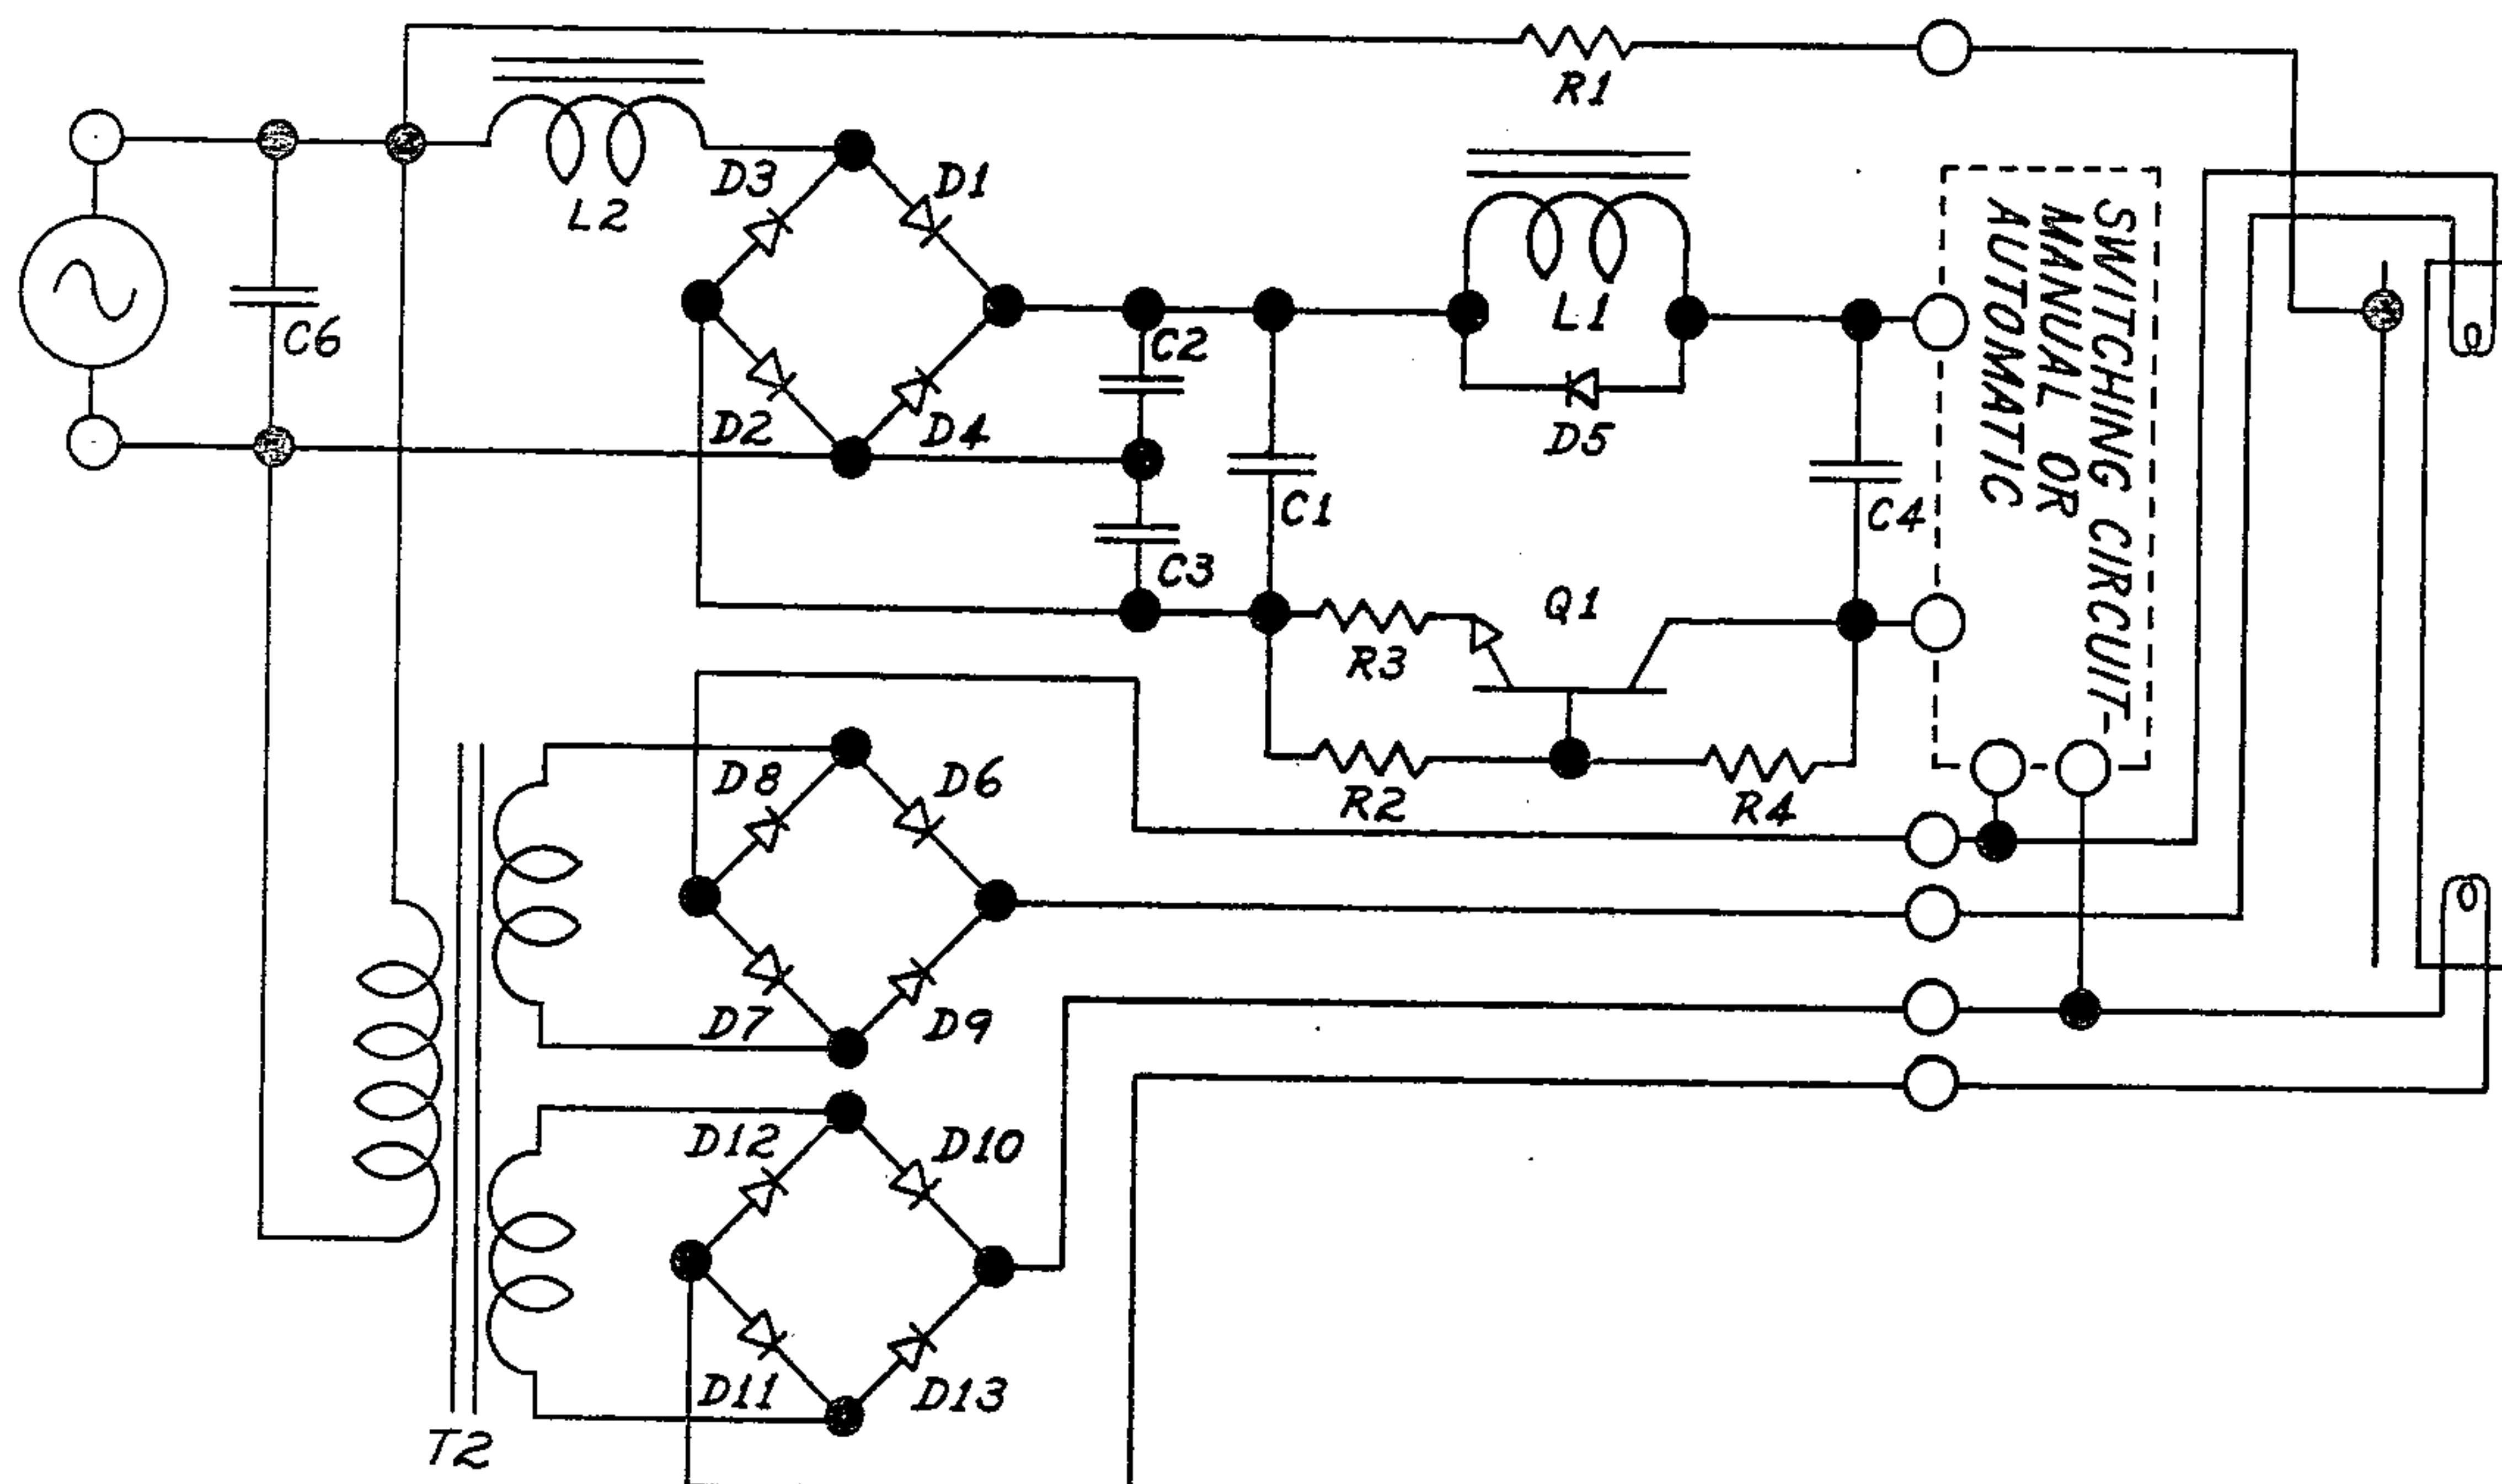 R1
L2
D3
D1
SWITCHING CIRCUIT-
MANUAL OR
AUTOMATIC
L1
C2
C6
D2
D4
D5
C1
C4
C3
Q1
R3
R2
R4
D8
D6
D7
D9
D12
D10
D11
D13
T2